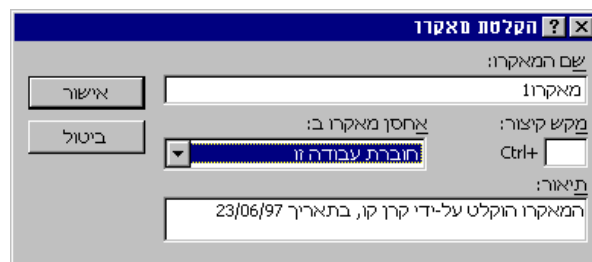 הקלטת מאקרו
שם המאקרו:
מאקרו1
אישור
מקש קיצור:
אחסן מאקרו ב:
ביטול
Ctrl+
חוברת עבודה זו
תיאור:
המאקרו הוקלט על-ידי קרן קו, בתאריך 23/06/97